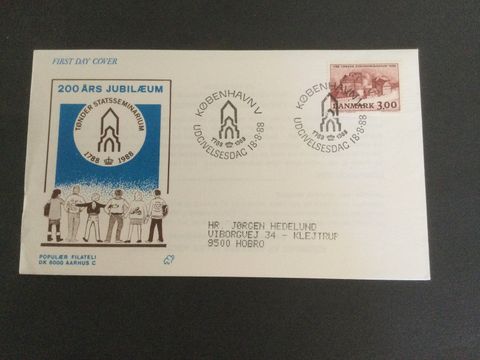 FIRST DAY COVER
200 ÅRS JUBILÆUM
TØNDER STATSSEMINARIUM
1788 1988
POPULÆR FILATELI
DK 8000 AARHUS C
KØBENHAVN V
1788 1988
UDGIVELSESDAG 18-8-88
KØBENHAVN V
1788 1988
UDGIVELSESDAG 18-8-88
DANMARK 3.00
HR. JØRGEN HEDELUND
VIBORGVEJ 34 - KLEJTRUP
9500 HOBRO